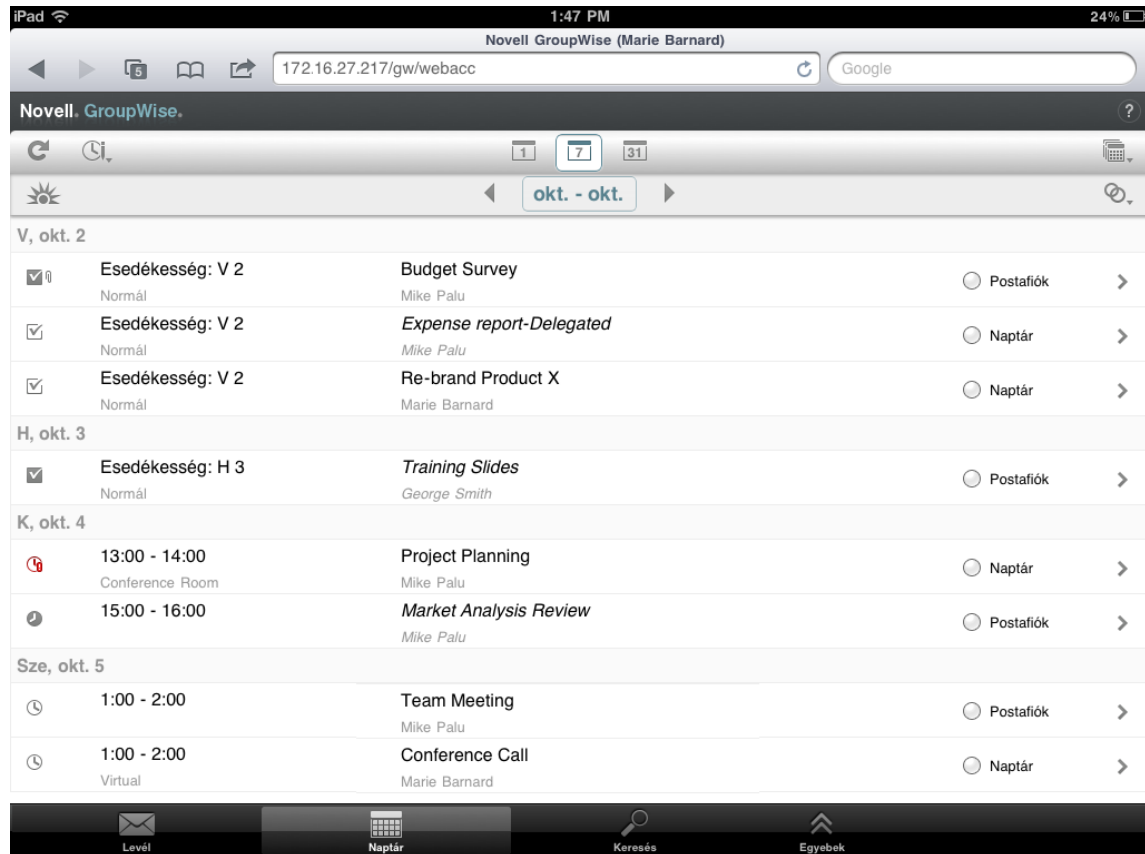 iPad 1:47 PM 24%
Novell GroupWise (Marie Barnard)
5 172.16.27.217/gw/webacc Google
Novell. GroupWise. ?
1 7 31
okt. - okt.
V, okt. 2
Esedékesség: V 2 Budget Survey Postafiók
Normál Mike Palu
Esedékesség: V 2 Expense report-Delegated Naptár
Normál Mike Palu
Esedékesség: V 2 Re-brand Product X Naptár
Normál Marie Barnard
H, okt. 3
Esedékesség: H 3 Training Slides Postafiók
Normál George Smith
K, okt. 4
13:00 - 14:00 Project Planning Naptár
Conference Room Mike Palu
15:00 - 16:00 Market Analysis Review Postafiók
Mike Palu
Sze, okt. 5
1:00 - 2:00 Team Meeting Postafiók
Mike Palu
1:00 - 2:00 Conference Call Naptár
Virtual Marie Barnard
Levél Naptár Keresés Egyebek